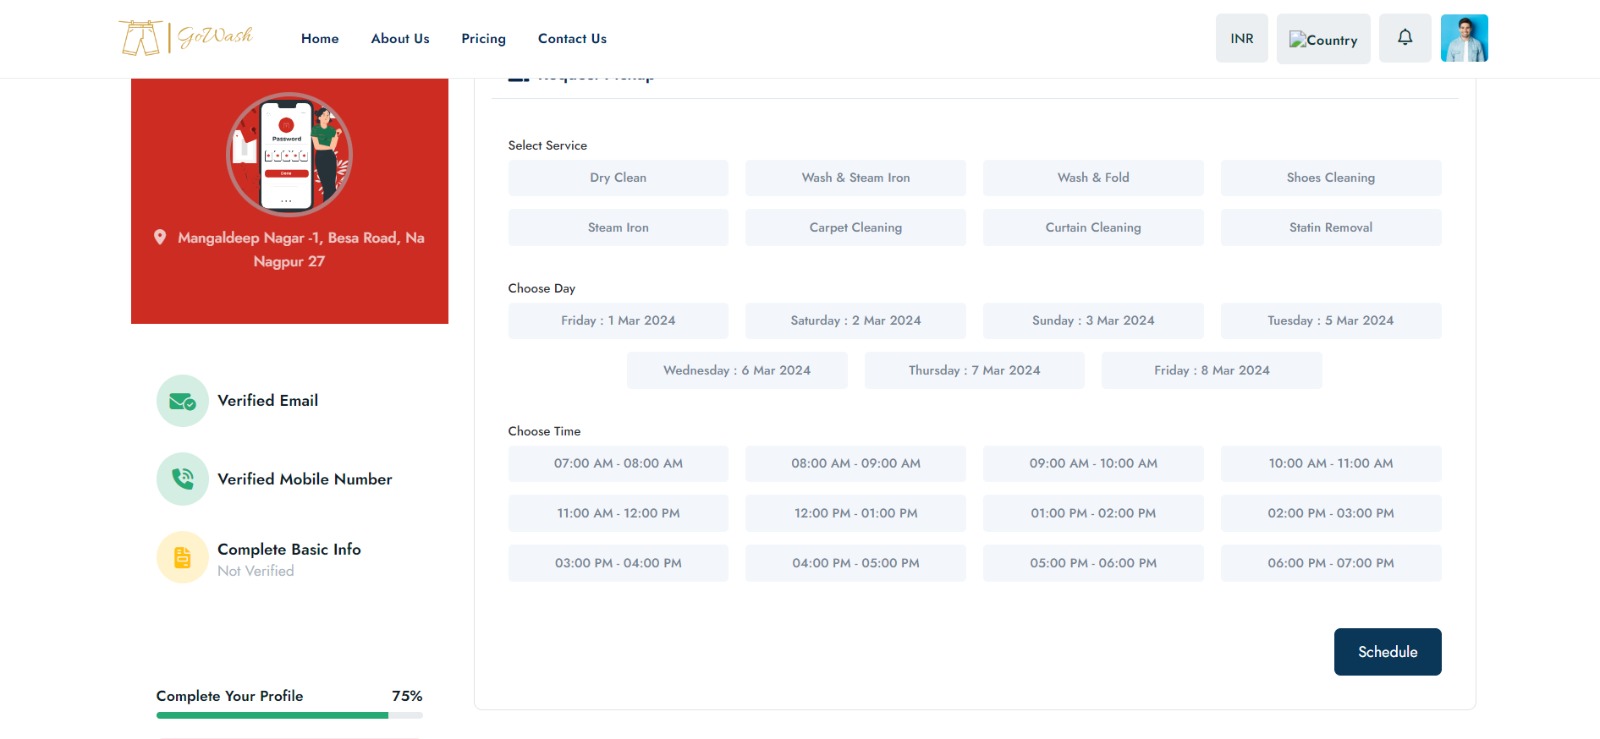 GoWash
Home
About Us
Pricing
Contact Us
INR
Country
Request Pickup
Password
Mangaldeep Nagar -1, Besa Road, Na
Nagpur 27
Verified Email
Verified Mobile Number
Complete Basic Info
Not Verified
Complete Your Profile 75%
Select Service
Dry Clean
Wash & Steam Iron
Wash & Fold
Shoes Cleaning
Steam Iron
Carpet Cleaning
Curtain Cleaning
Statin Removal
Choose Day
Friday : 1 Mar 2024
Saturday : 2 Mar 2024
Sunday : 3 Mar 2024
Tuesday : 5 Mar 2024
Wednesday : 6 Mar 2024
Thursday : 7 Mar 2024
Friday : 8 Mar 2024
Choose Time
07:00 AM - 08:00 AM
08:00 AM - 09:00 AM
09:00 AM - 10:00 AM
10:00 AM - 11:00 AM
11:00 AM - 12:00 PM
12:00 PM - 01:00 PM
01:00 PM - 02:00 PM
02:00 PM - 03:00 PM
03:00 PM - 04:00 PM
04:00 PM - 05:00 PM
05:00 PM - 06:00 PM
06:00 PM - 07:00 PM
Schedule